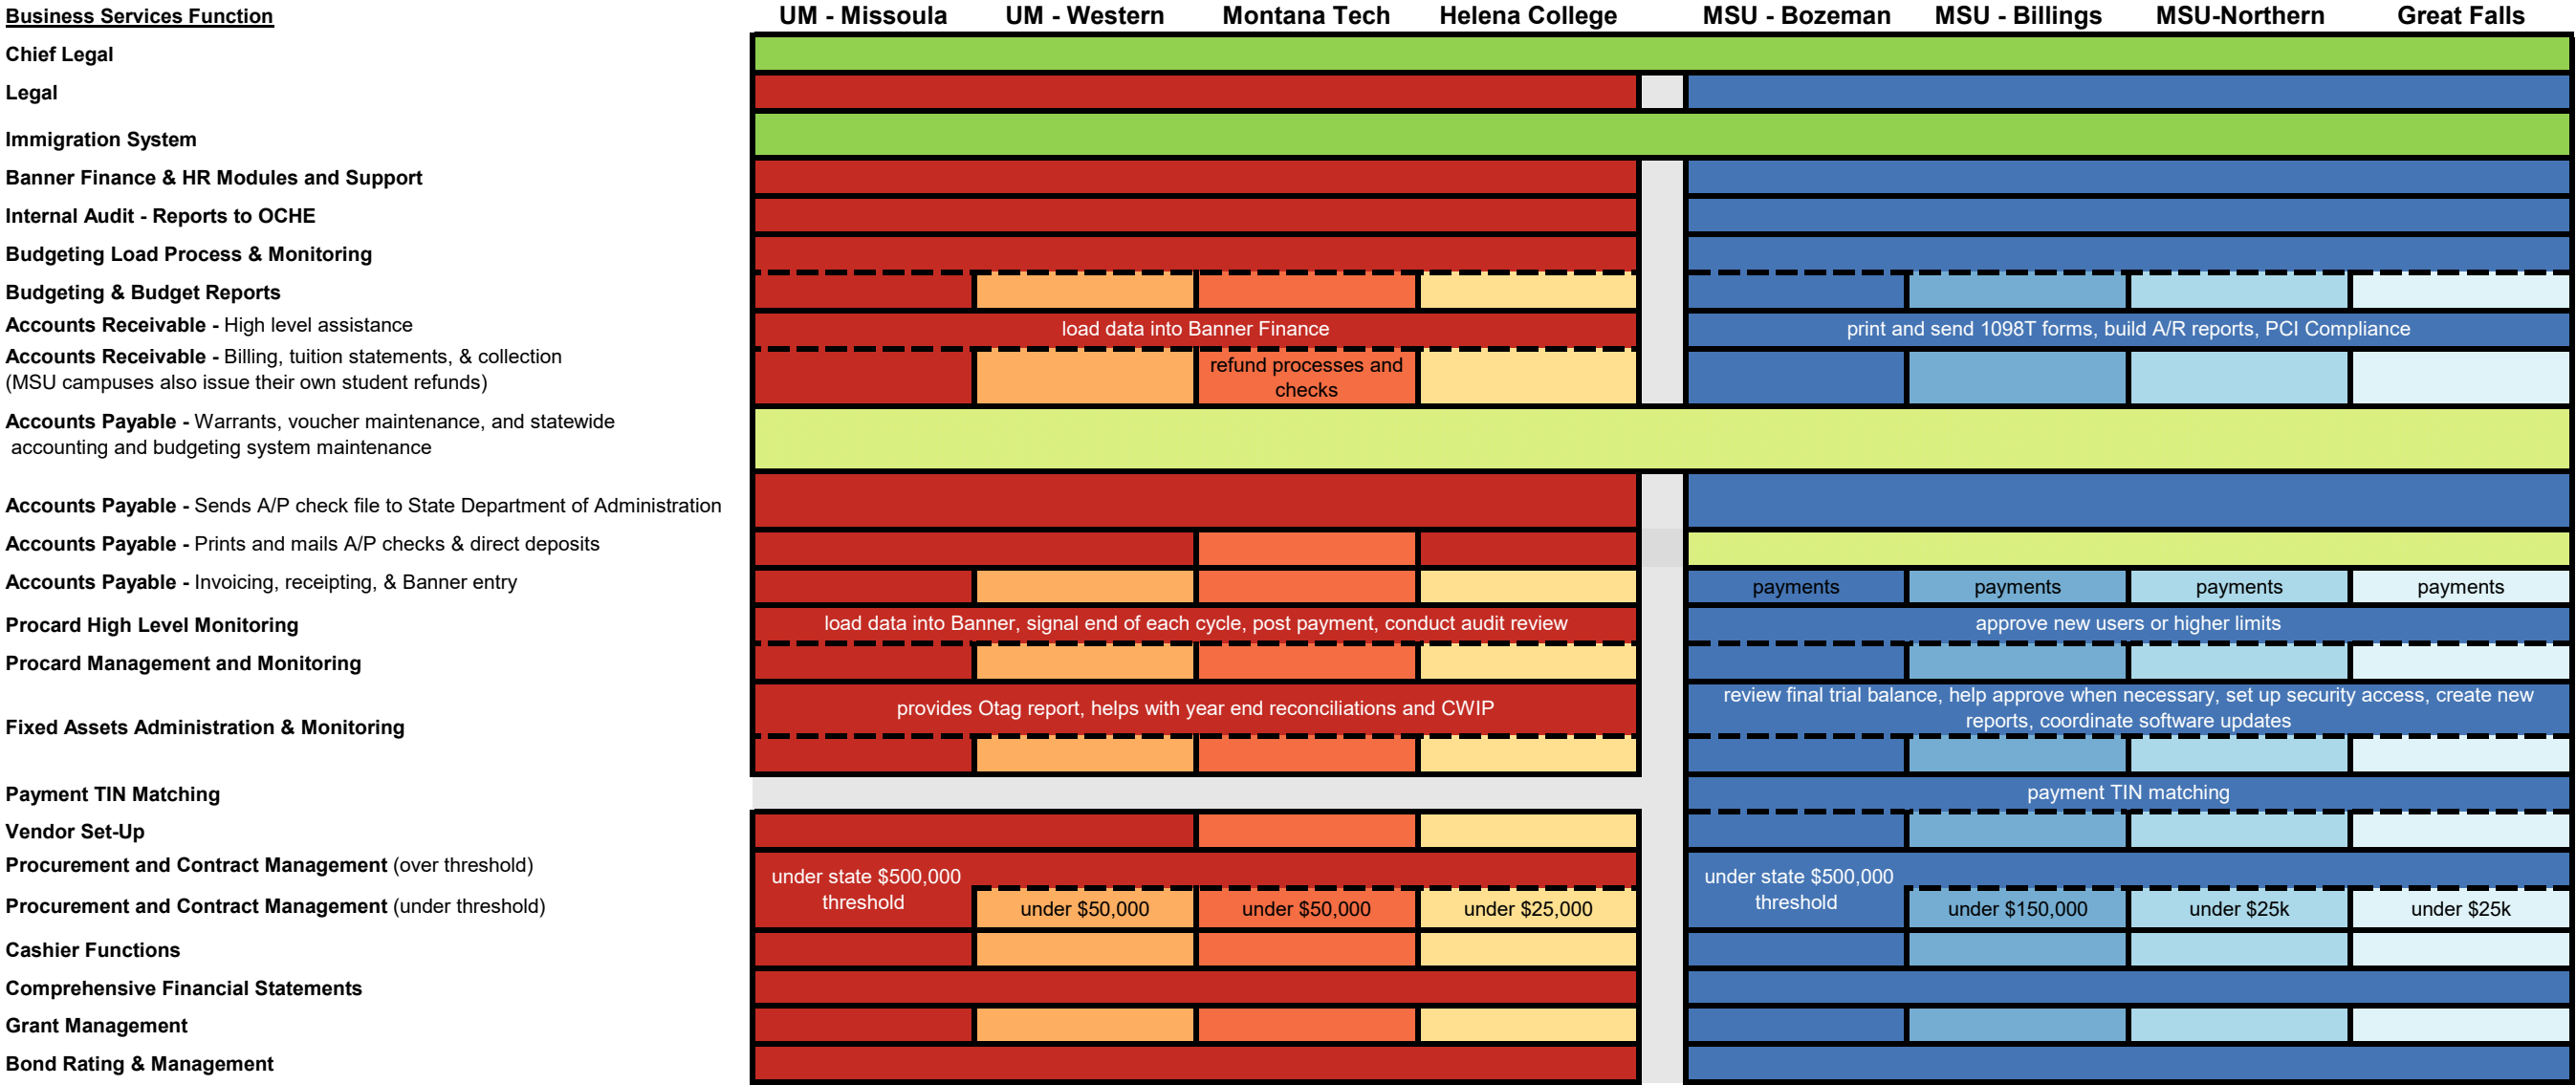 Business Services Function UM - Missoula UM - Western Montana Tech Helena College MSU - Bozeman MSU - Billings MSU-Northern Great Falls
Chief Legal
Legal
Immigration System
Banner Finance & HR Modules and Support
Internal Audit - Reports to OCHE
Budgeting Load Process & Monitoring
Budgeting & Budget Reports
Accounts Receivable - High level assistance load data into Banner Finance print and send 1098T forms, build A/R reports, PCI Compliance
Accounts Receivable - Billing, tuition statements, & collection
(MSU campuses also issue their own student refunds)
refund processes and
checks
Accounts Payable - Warrants, voucher maintenance, and statewide
accounting and budgeting system maintenance
Accounts Payable - Sends A/P check file to State Department of Administration
Accounts Payable - Prints and mails A/P checks & direct deposits
Accounts Payable - Invoicing, receipting, & Banner entry payments payments payments payments
Procard High Level Monitoring load data into Banner, signal end of each cycle, post payment, conduct audit review approve new users or higher limits
Procard Management and Monitoring
Fixed Assets Administration & Monitoring
provides Otag report, helps with year end reconciliations and CWIP
review final trial balance, help approve when necessary, set up security access, create new
reports, coordinate software updates
Payment TIN Matching payment TIN matching
Vendor Set-Up
Procurement and Contract Management (over threshold)
under state $500,000
threshold
under state $500,000
threshold
Procurement and Contract Management (under threshold) under $50,000 under $50,000 under $25,000 under $150,000 under $25k under $25k
Cashier Functions
Comprehensive Financial Statements
Grant Management
Bond Rating & Management